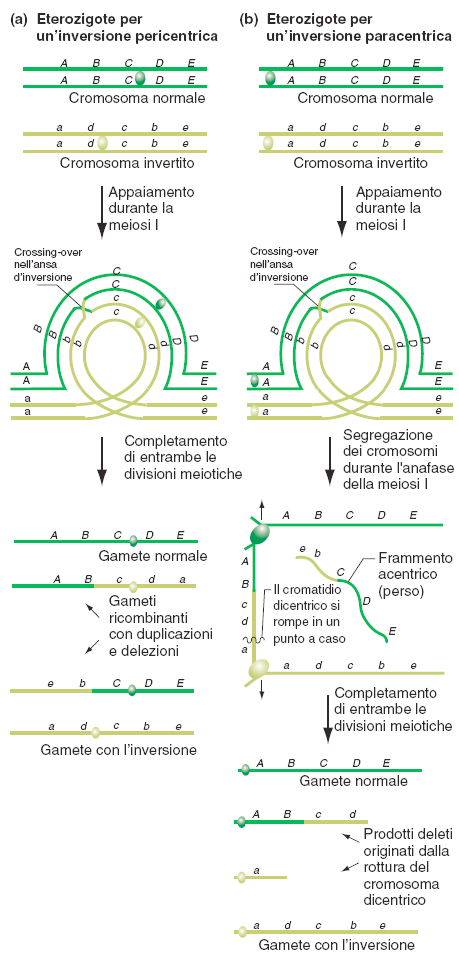 (a) Eterozigote per
un'inversione pericentrica
A B C D E
A B C D E
Cromosoma normale
a d c b e
a d c b e
Cromosoma invertito
Appaiamento
durante la
meiosi I
Crossing-over
nell'ansa
d'inversione
C
C
c
c
B
B
b
b
d
d
D
D
A
A
a
a
E
E
e
e
Completamento
di entrambe le
divisioni meiotiche
A B C D E
Gamete normale
A B c d a
Gameti
ricombinanti
con duplicazioni
e delezioni
e b C D E
a d c b e
Gamete con l'inversione
(b) Eterozigote per
un'inversione paracentrica
A B C D E
A B C D E
Cromosoma normale
a d c b e
a d c b e
Cromosoma invertito
Appaiamento
durante la
meiosi I
Crossing-over
nell'ansa
d'inversione
C
C
c
c
B
B
b
b
d
d
D
D
A
A
a
a
E
E
e
e
Segregazione
dei cromosomi
durante l'anafase
della meiosi I
A B C D E
A
B
c
d
a
e b C D E
Frammento
acentrico
(perso)
Il cromatidio
dicentrico si
rompe in un
punto a caso
a d c b e
Completamento
di entrambe le
divisioni meiotiche
A B C D E
Gamete normale
A B c d
Prodotti deleti
originati dalla
rottura del
cromosoma
dicentrico
a
a d c b e
Gamete con l'inversione